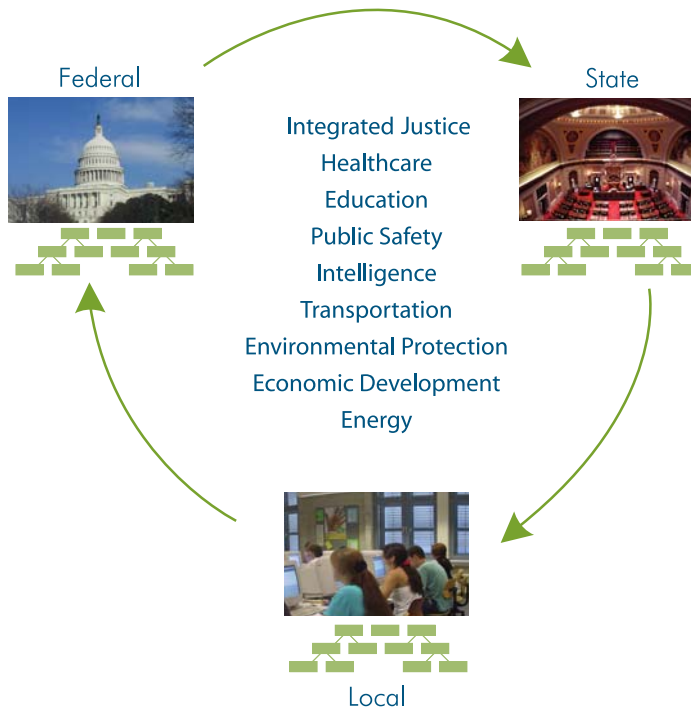 Federal
State
Integrated Justice
Healthcare
Education
Public Safety
Intelligence
Transportation
Environmental Protection
Economic Development
Energy
Local